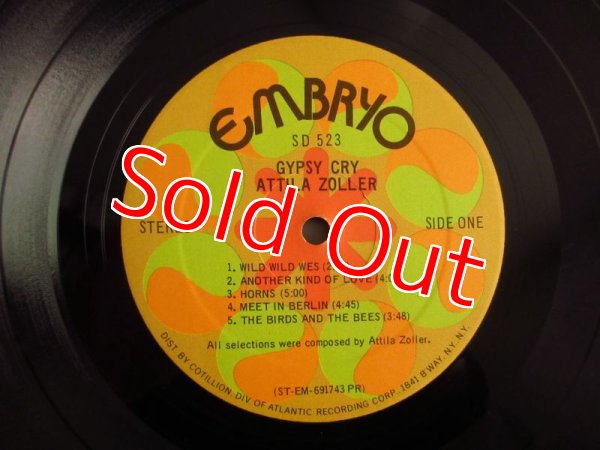 EMBRYO
SD 523
GYPSY CRY
ATTILA ZOLLER
Sold Out
SIDE ONE
1. WILD WILD WES
2. ANOTHER KIND OF LOVE
3. HORNS (5:00)
4. MEET IN BERLIN (4:45)
5. THE BIRDS AND THE BEES (3:48)
All selections were composed by Attila Zoller.
(ST-EM-691743 PR)
DIST. BY COTILLION, DIV. OF ATLANTIC RECORDING CORP. 1841 B'WAY, NY. N.Y.